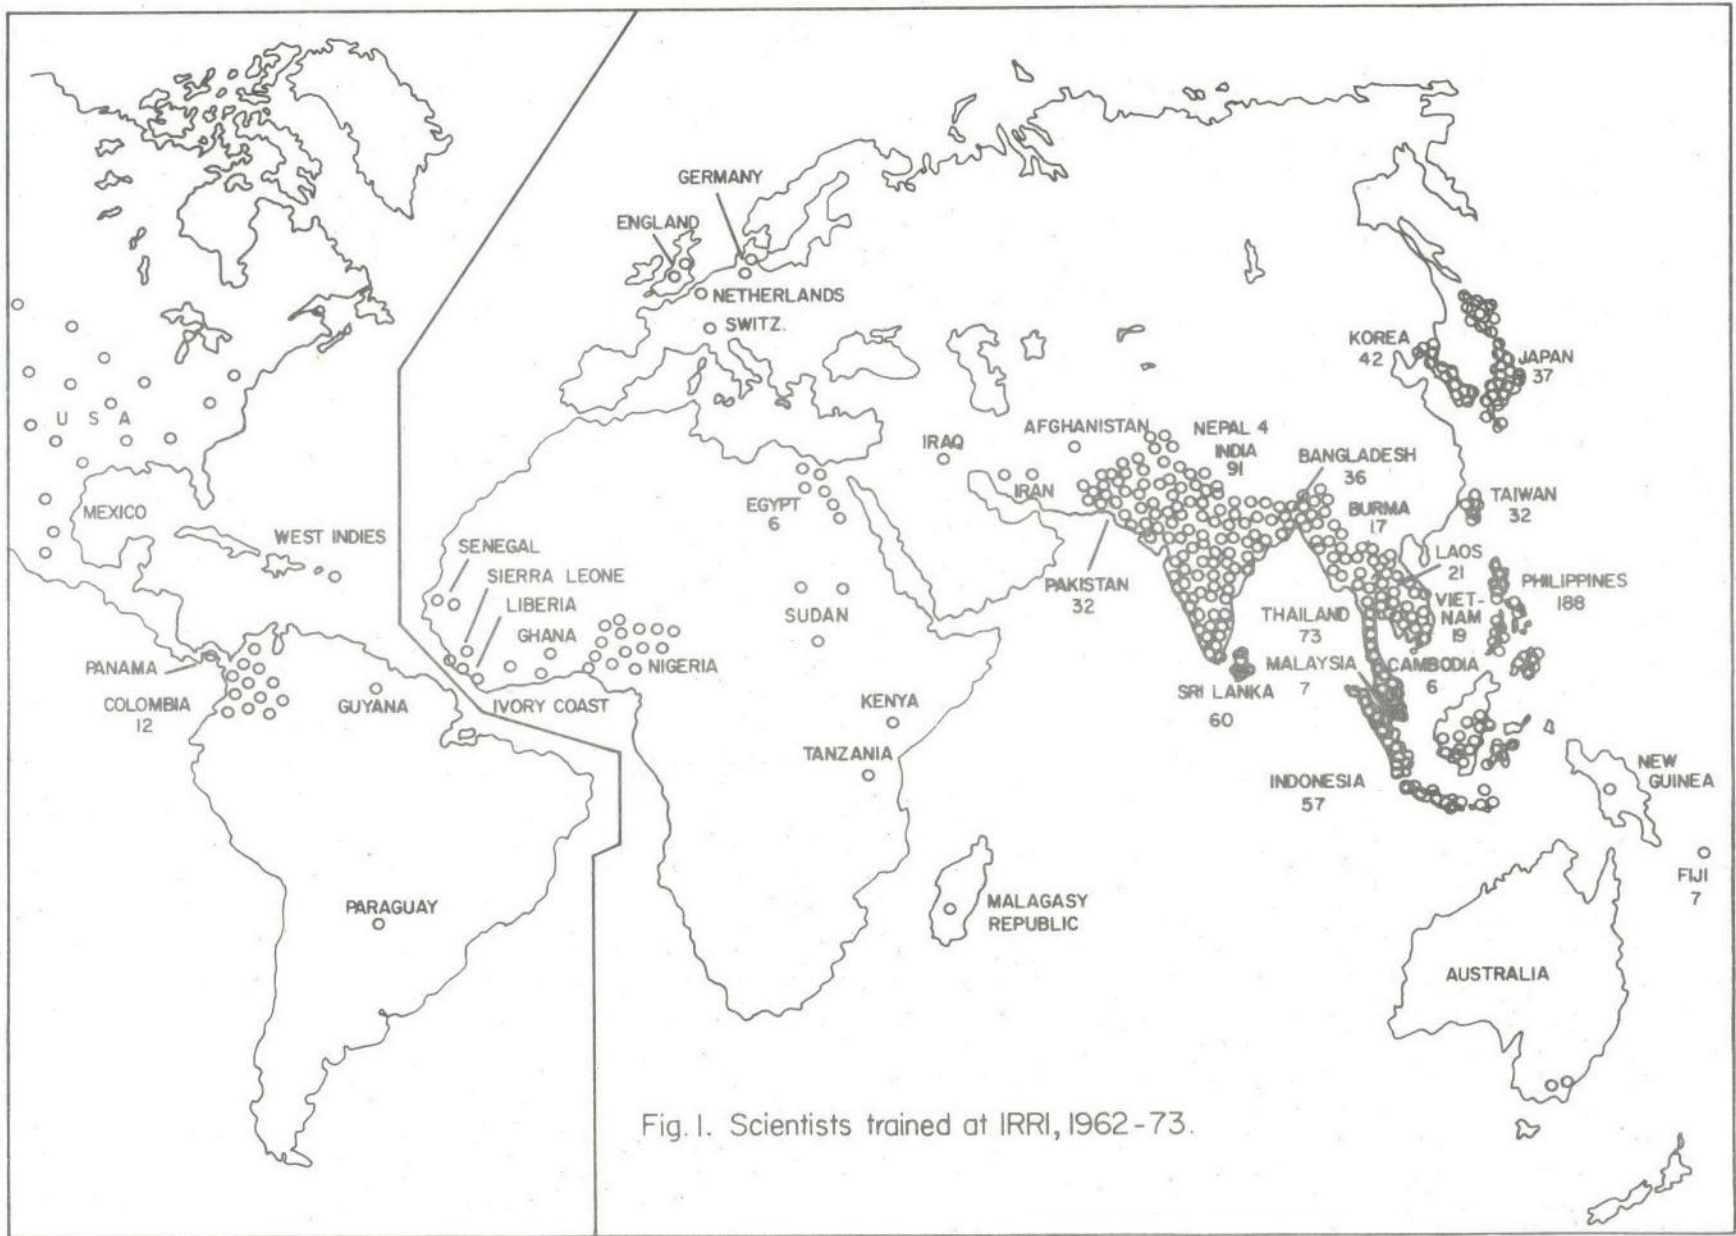 GERMANY
ENGLAND
NETHERLANDS
SWITZ.
KOREA
42
JAPAN
37
U S A
AFGHANISTAN
NEPAL 4
INDIA
91
IRAQ
BANGLADESH
36
IRAN
EGYPT
6
BURMA
17
TAIWAN
32
MEXICO
WEST INDIES
SENEGAL
SIERRA LEONE
LIBERIA
GHANA
NIGERIA
SUDAN
PAKISTAN
32
LAOS
21
PHILIPPINES
188
THAILAND
73
VIET-
NAM
19
PANAMA
COLOMBIA
12
GUYANA
IVORY COAST
KENYA
SRI LANKA
60
MALAYSIA
7
CAMBODIA
6
TANZANIA
INDONESIA
57
NEW
GUINEA
FIJI
7
PARAGUAY
MALAGASY
REPUBLIC
AUSTRALIA
Fig. 1. Scientists trained at IRRI, 1962-73.